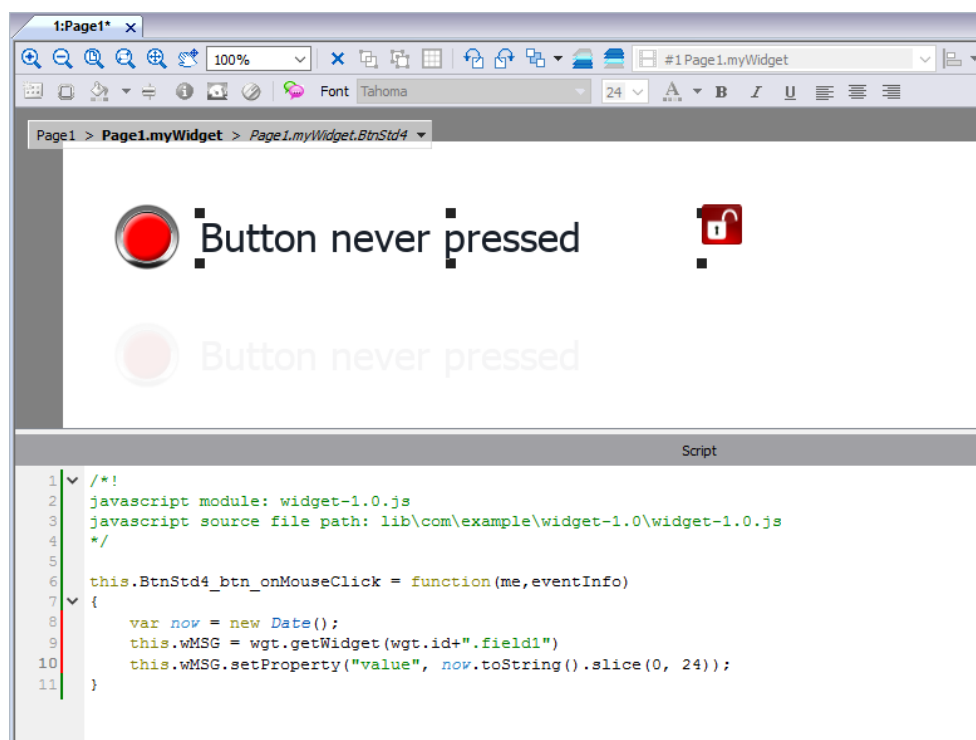 1:Page1* x
100% #1 Page1.myWidget
Font Tahoma 24 A B I U
Page1 > Page1.myWidget > Page1.myWidget.BtnStd4
Button never pressed
Button never pressed
Script
1 /*!
2 javascript module: widget-1.0.js
3 javascript source file path: lib\com\example\widget-1.0\widget-1.0.js
4 */
5
6 this.BtnStd4_btn_onMouseClick = function(me,eventInfo)
7 {
8 var now = new Date();
9 this.wMSG = wgt.getWidget(wgt.id+".field1")
10 this.wMSG.setProperty("value", now.toString().slice(0, 24));
11 }